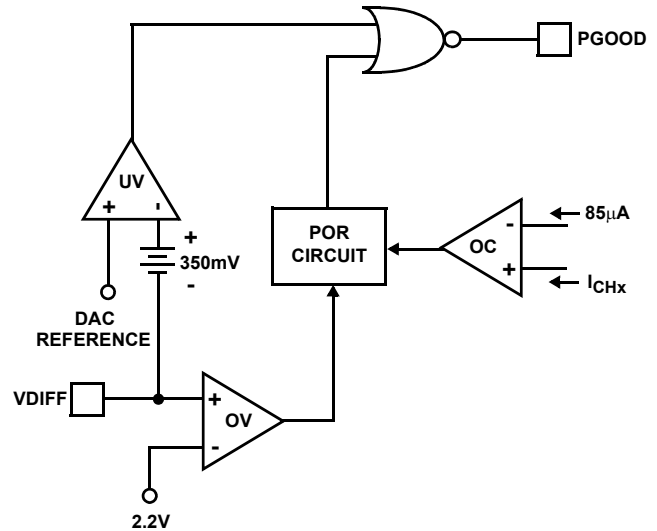 PGOOD
UV
+ -
+
350mV
-
POR
CIRCUIT
85μA
-
OC
+
ICHx
DAC
REFERENCE
VDIFF
+
OV
-
2.2V